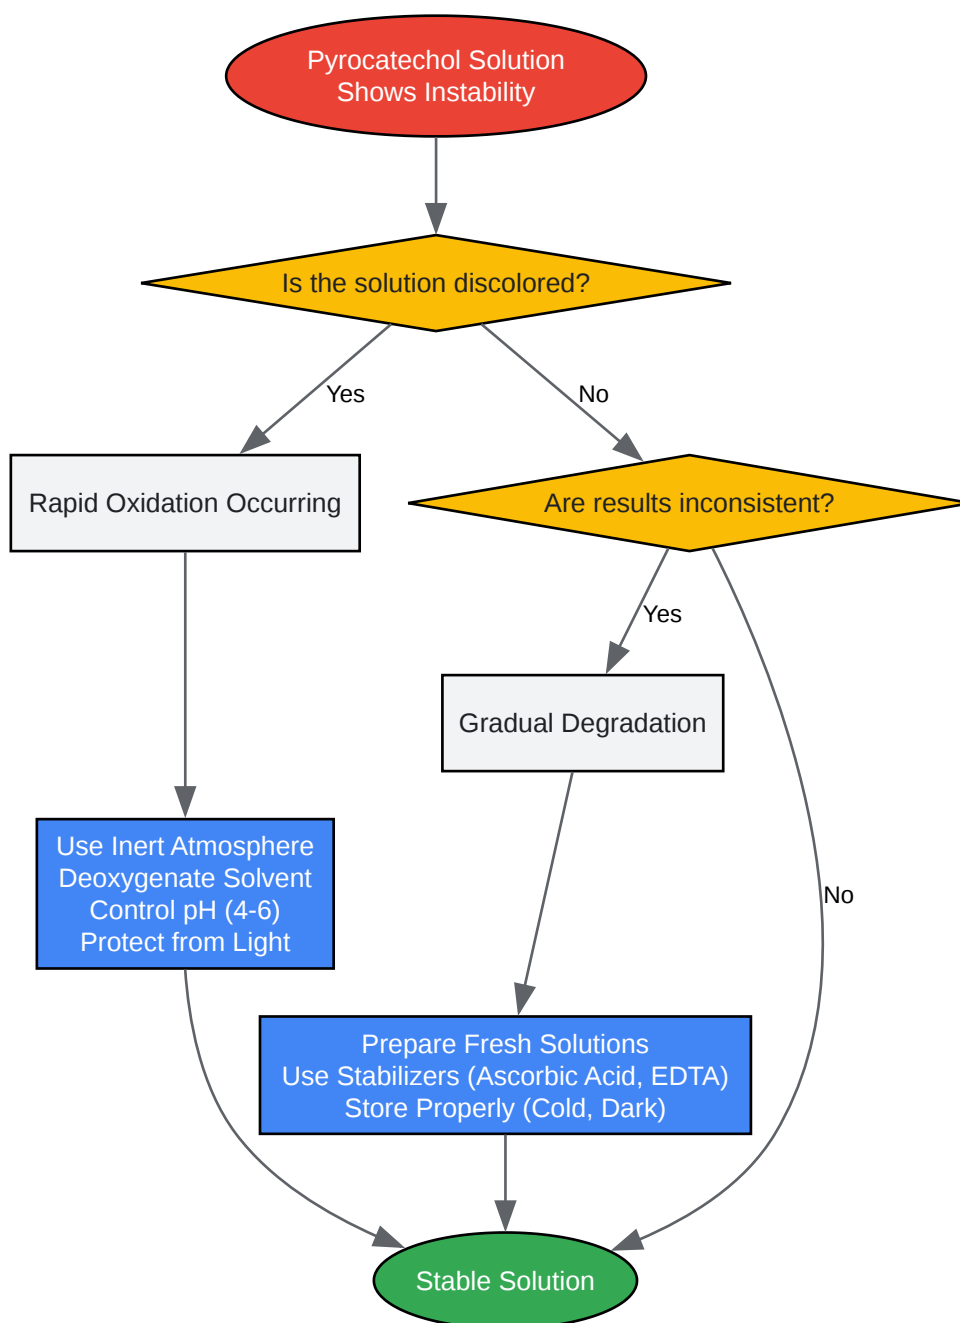 Pyrocatechol Solution
Shows Instability
Is the solution discolored?
Yes
No
Rapid Oxidation Occurring
Are results inconsistent?
Yes
Gradual Degradation
Use Inert Atmosphere
Deoxygenate Solvent
Control pH (4-6)
Protect from Light
No
Prepare Fresh Solutions
Use Stabilizers (Ascorbic Acid, EDTA)
Store Properly (Cold, Dark)
Stable Solution